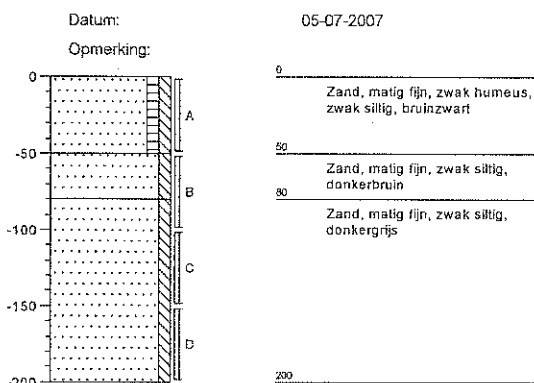 Datum: 05-07-2007
Opmerking:
0
-50
-100
-150
-200
A
B
C
D
0
Zand, matig fijn, zwak humeus,
zwak siltig, bruinzwart
50
Zand, matig fijn, zwak siltig,
donkerbruin
80
Zand, matig fijn, zwak siltig,
donkergrijs
200